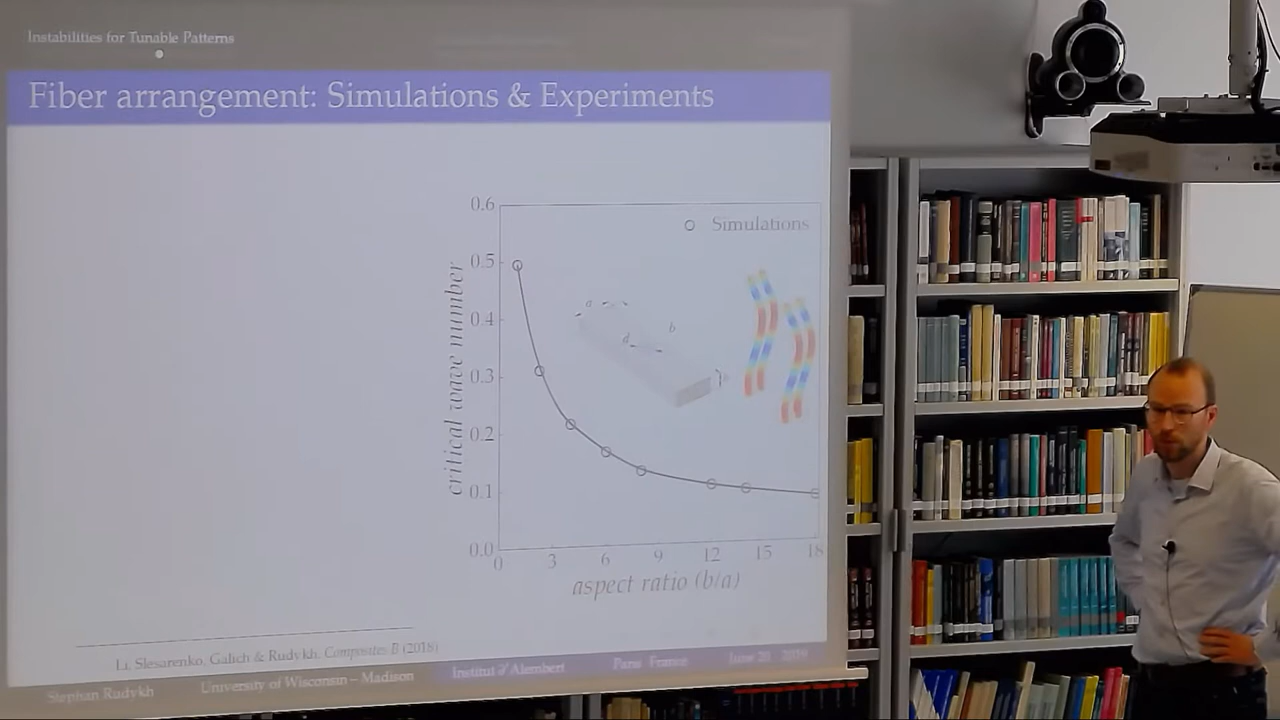 Instabilities for Tunable Patterns
Fiber arrangement: Simulations & Experiments
0.6
0.5
0.4
0.3
0.2
0.1
0.0
critical wave number
Simulations
a
b
d
0 3 6 9 12 15 18
aspect ratio (b/a)
Li, Slesarenko, Galich & Rudykh. Composites B (2018)
Stephan Rudykh University of Wisconsin – Madison Institut ∂'Alembert Paris France June 20 2019